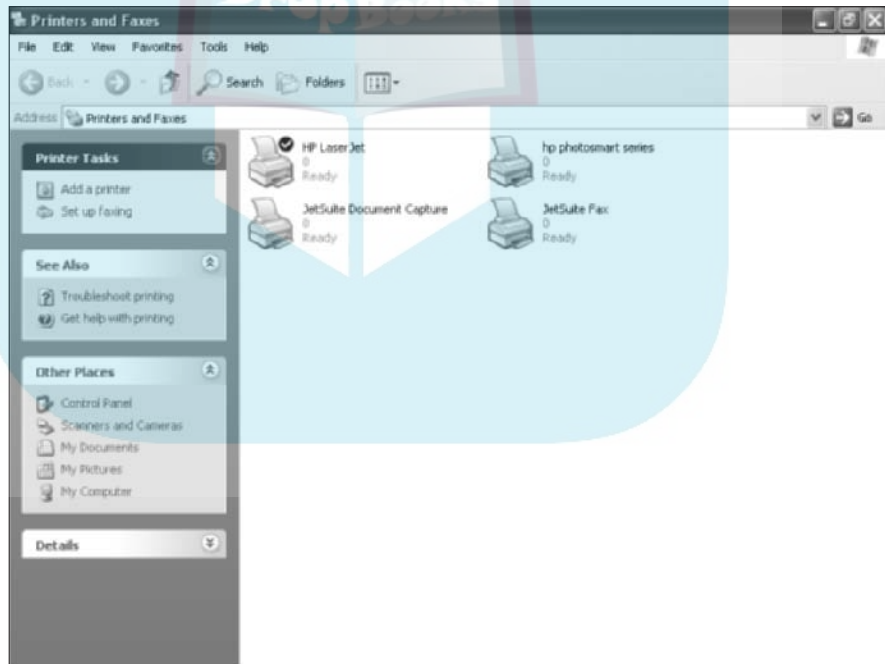 Drop Books
Printers and Faxes
File Edit View Favorites Tools Help
Back Search Folders
Address Printers and Faxes Go
Printer Tasks
Add a printer
Set up faxing
See Also
Troubleshoot printing
Get help with printing
Other Places
Control Panel
Scanners and Cameras
My Documents
My Pictures
My Computer
Details
HP LaserJet
0
Ready
hp photosmart series
0
Ready
JetSuite Document Capture
0
Ready
JetSuite Fax
0
Ready